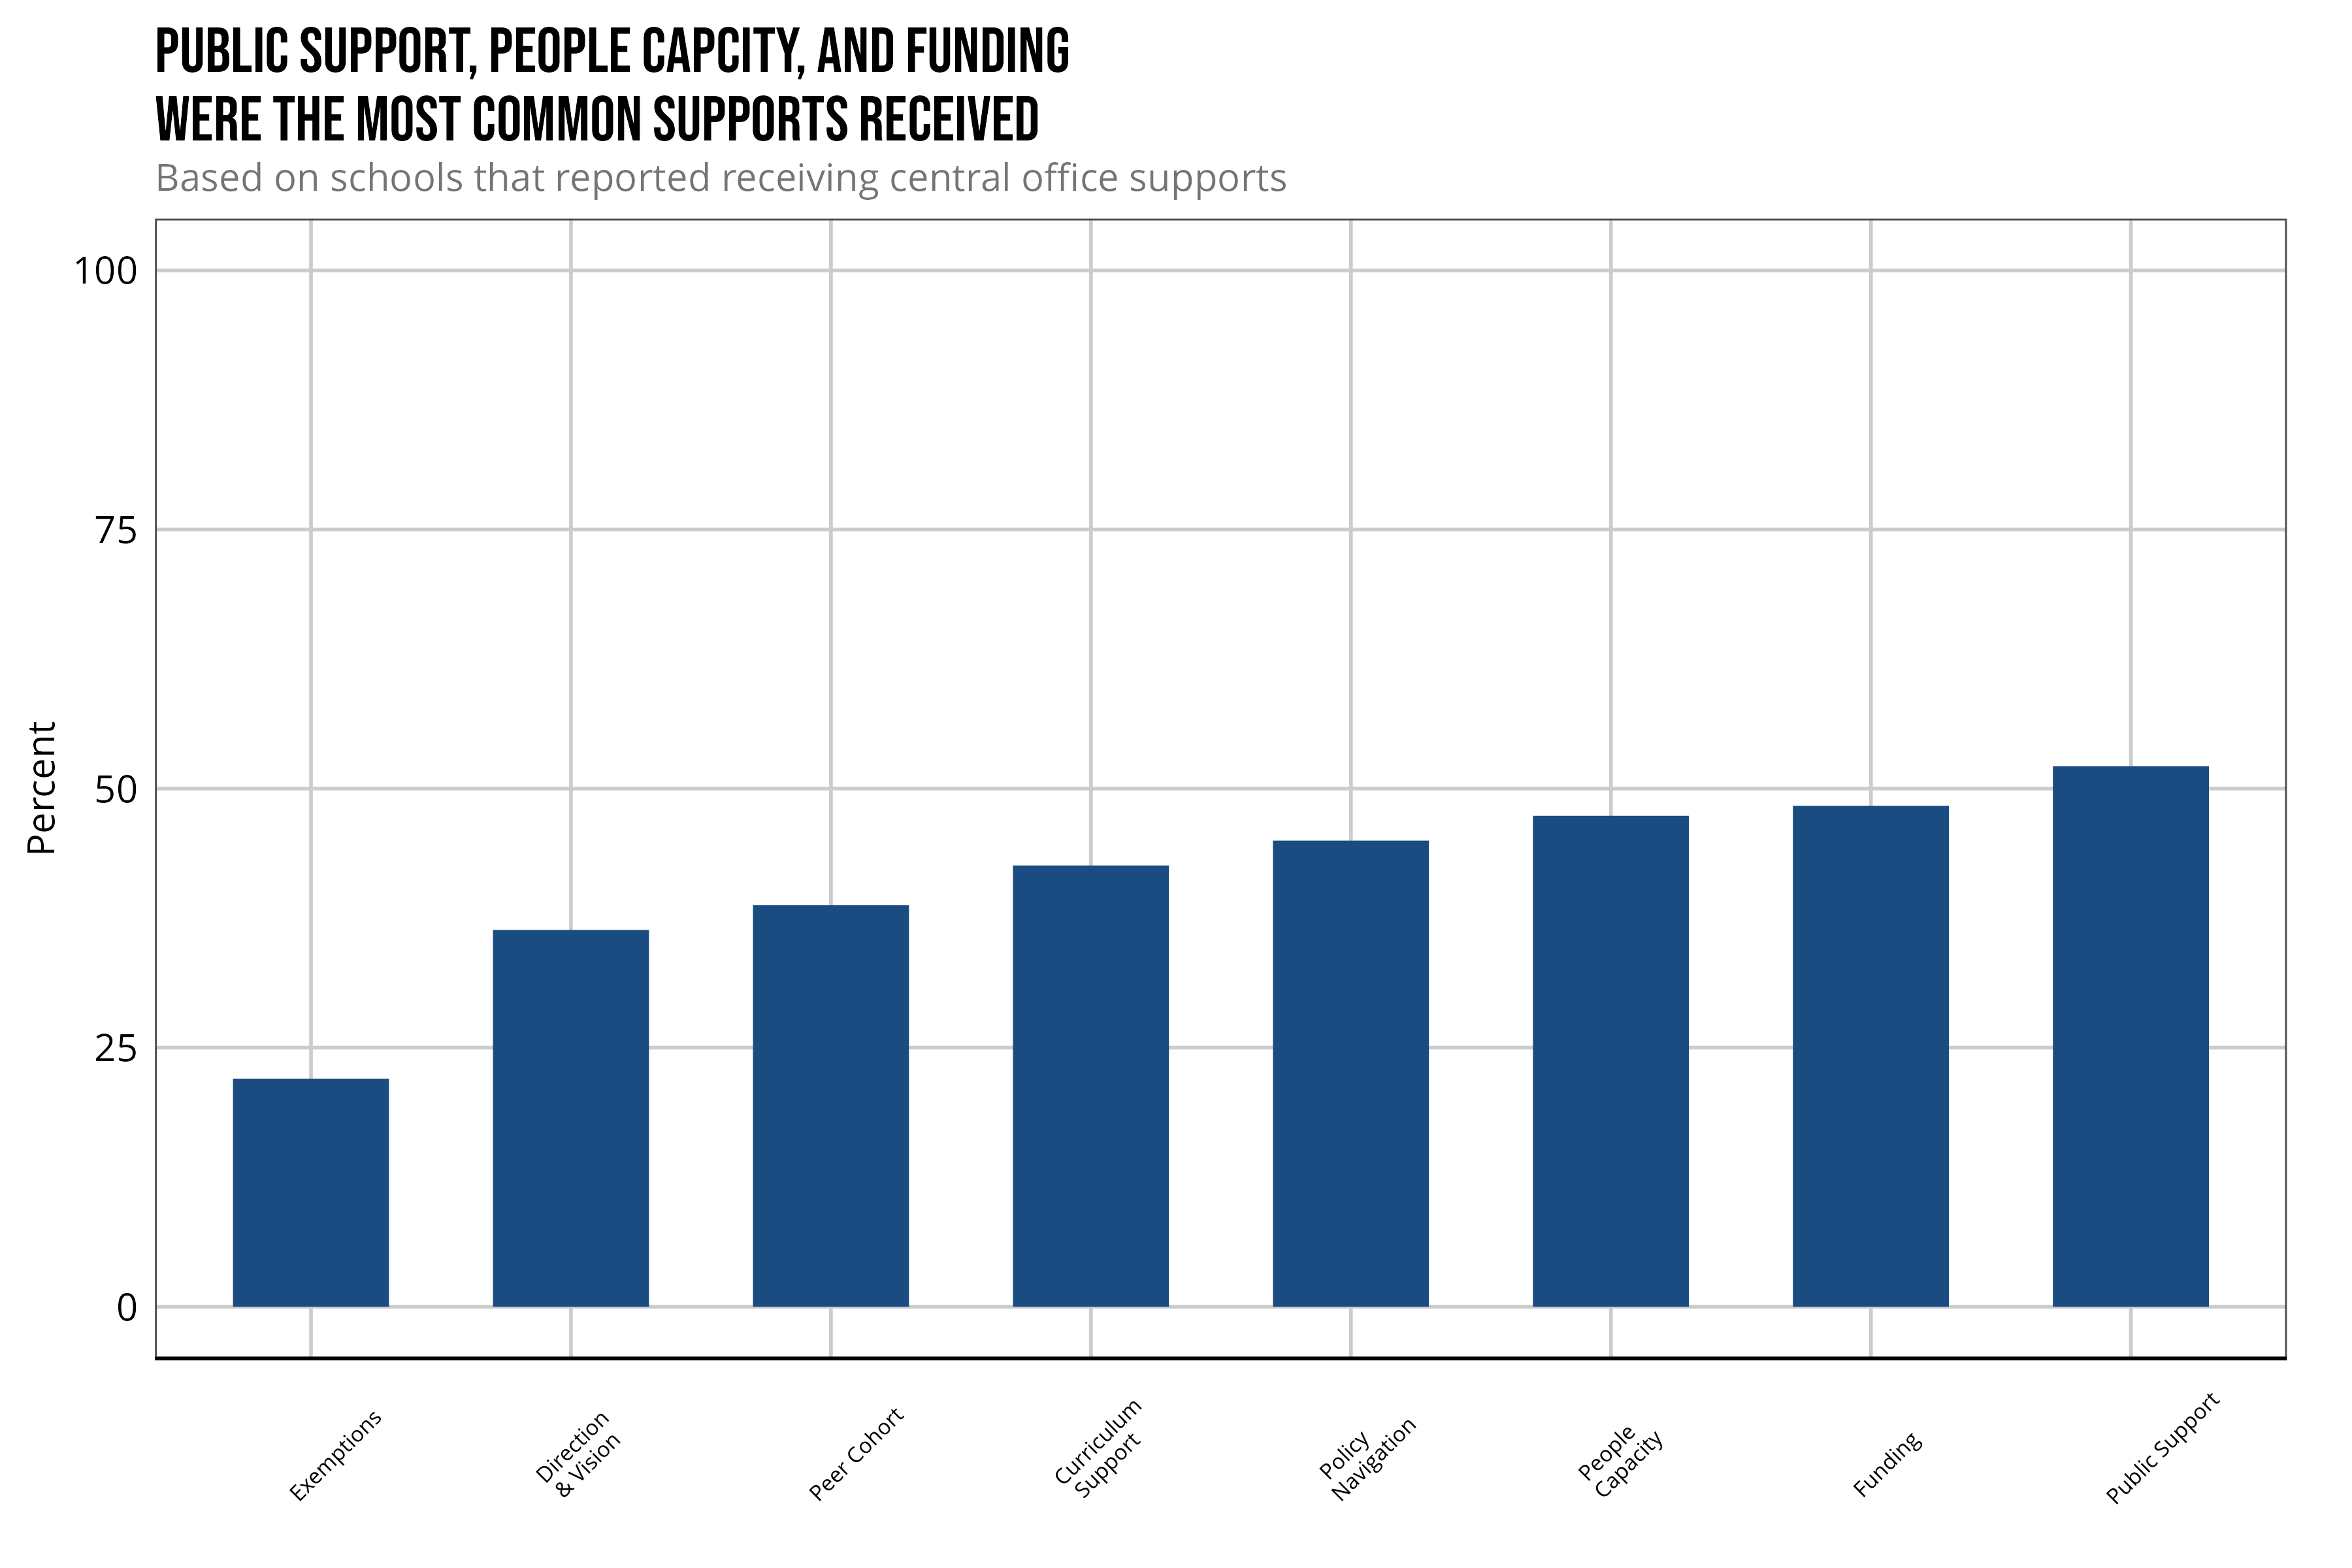 PUBLIC SUPPORT, PEOPLE CAPCITY, AND FUNDING
WERE THE MOST COMMON SUPPORTS RECEIVED
Based on schools that reported receiving central office supports
100
75
50
25
0
Percent
Exemptions
Direction
& Vision
Peer Cohort
Curriculum
Support
Policy
Navigation
People
Capacity
Funding
Public Support